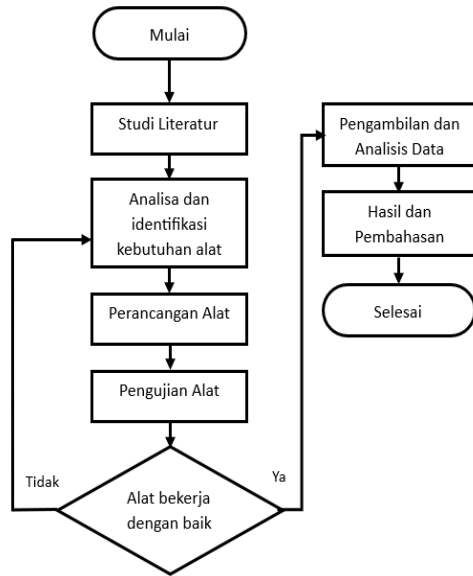 Mulai
Studi Literatur
Analisa dan
identifikasi
kebutuhan alat
Perancangan Alat
Pengujian Alat
Alat bekerja
dengan baik
Tidak
Ya
Pengambilan dan
Analisis Data
Hasil dan
Pembahasan
Selesai